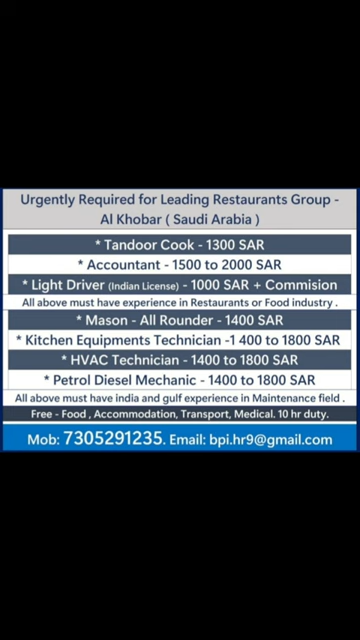 Urgently Required for Leading Restaurants Group -
Al Khobar ( Saudi Arabia )
* Tandoor Cook - 1300 SAR
* Accountant - 1500 to 2000 SAR
* Light Driver (Indian License) - 1000 SAR + Commision
All above must have experience in Restaurants or Food industry .
* Mason - All Rounder - 1400 SAR
* Kitchen Equipments Technician -1 400 to 1800 SAR
* HVAC Technician - 1400 to 1800 SAR
* Petrol Diesel Mechanic - 1400 to 1800 SAR
All above must have india and gulf experience in Maintenance field .
Free - Food , Accommodation, Transport, Medical. 10 hr duty.
Mob: 7305291235. Email: bpi.hr9@gmail.com